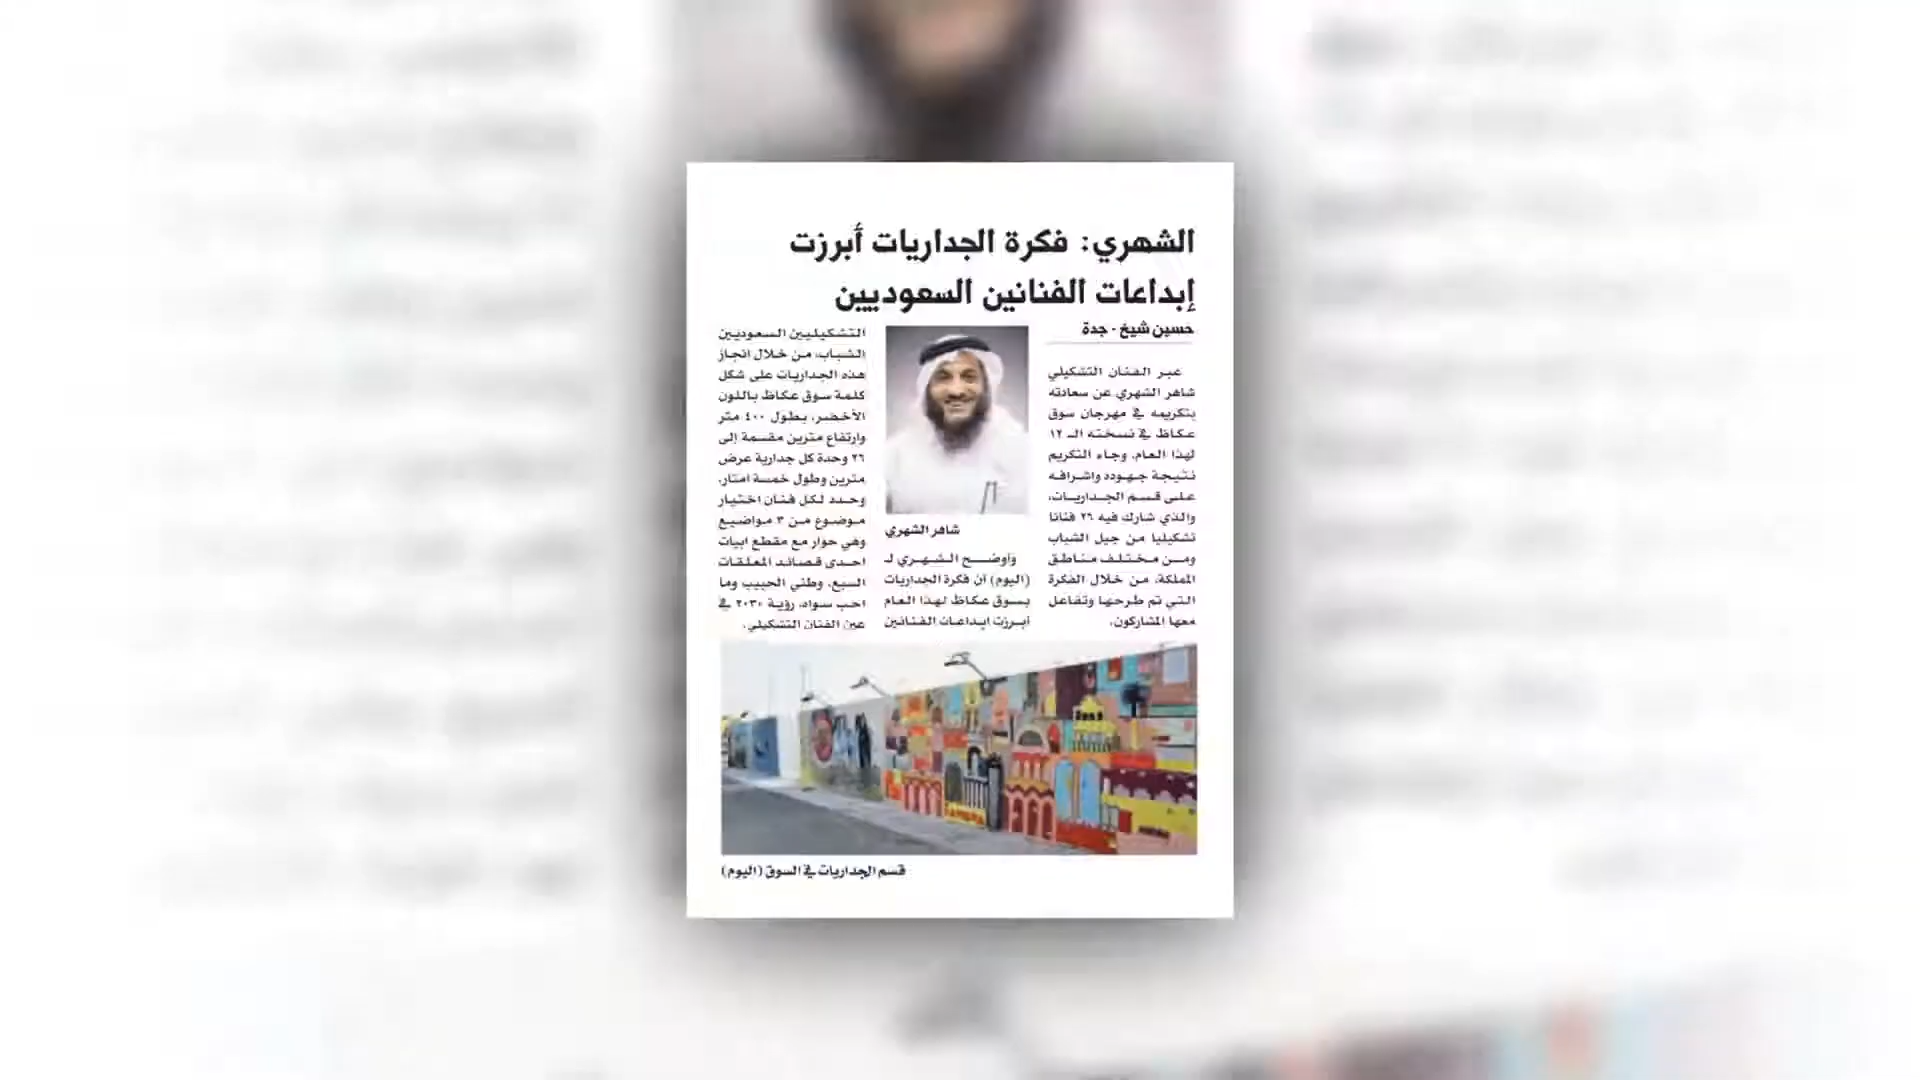 الشهري: فكرة الجداريات أبرزت
إبداعات الفنانين السعوديين
حسين شيخ - جدة
عبر الفنان التشكيلي
شاهر الشهري عن سعادته
بتكريمه في مهرجان سوق
عكاظ في نسخته الـ ١٢
لهذا العام، وجاء التكريم
نتيجة جهوده واشرافه
على قسم الجداريات،
والذي شارك فيه ٢٦ فنانا
تشكيليا من جيل الشباب
ومن مختلف مناطق
المملكة، من خلال الفكرة
التي تم طرحها وتفاعل
معها المشاركون.
شاهر الشهري
وأوضح الشهري لـ
(اليوم) أن فكرة الجداريات
بسوق عكاظ لهذا العام
أبرزت ابداعات الفنانين
التشكيليين السعوديين
الشباب، من خلال انجاز
هذه الجداريات على شكل
كلمة سوق عكاظ باللون
الأخضر، بطول ٤٠٠ متر
وارتفاع مترين مقسمة إلى
٢٦ وحدة كل جدارية عرض
مترين وطول خمسة امتار،
وحدد لكل فنان اختيار
موضوع من ٣ مواضيع
وهي حوار مع مقطع ابيات
احدى قصائد المعلقات
السبع، وطني الحبيب وما
احب سواه، رؤية ٢٠٣٠ في
عين الفنان التشكيلي.
قسم الجداريات في السوق (اليوم)